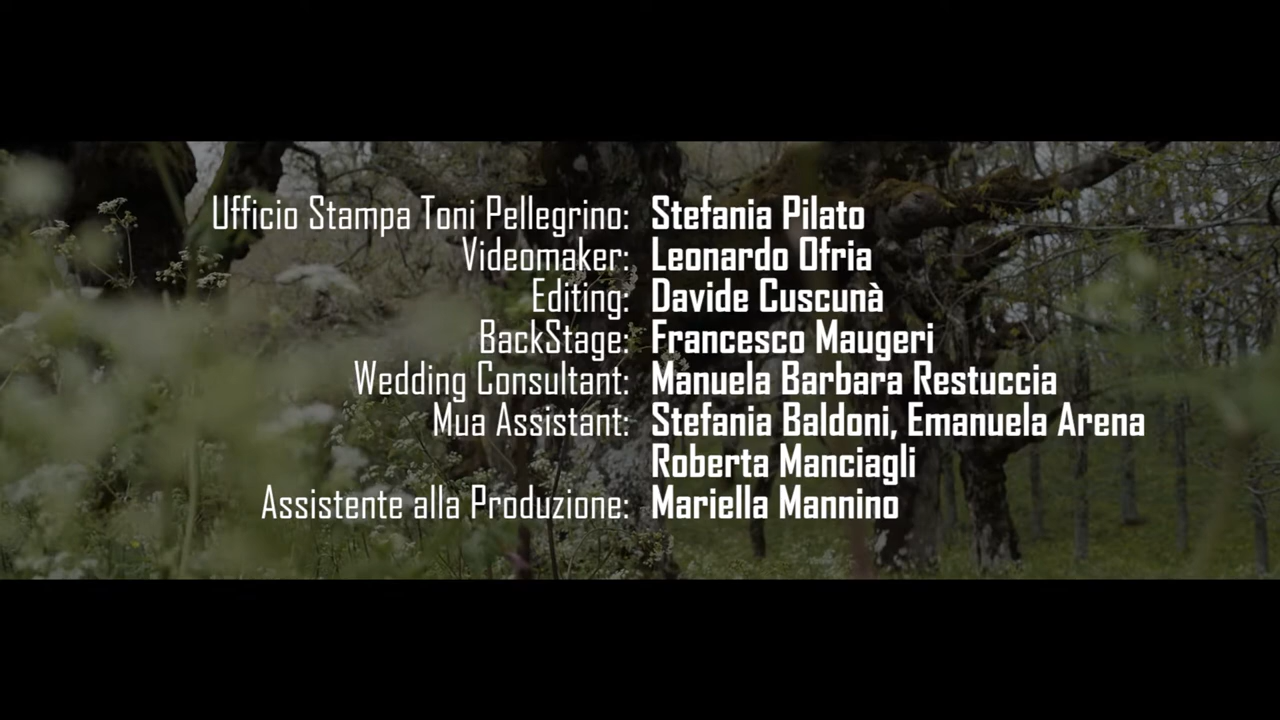 Ufficio Stampa Toni Pellegrino: Stefania Pilato
Videomaker: Leonardo Ofria
Editing: Davide Cuscunà
BackStage: Francesco Maugeri
Wedding Consultant: Manuela Barbara Restuccia
Mua Assistant: Stefania Baldoni, Emanuela Arena
Roberta Manciagli
Assistente alla Produzione: Mariella Mannino